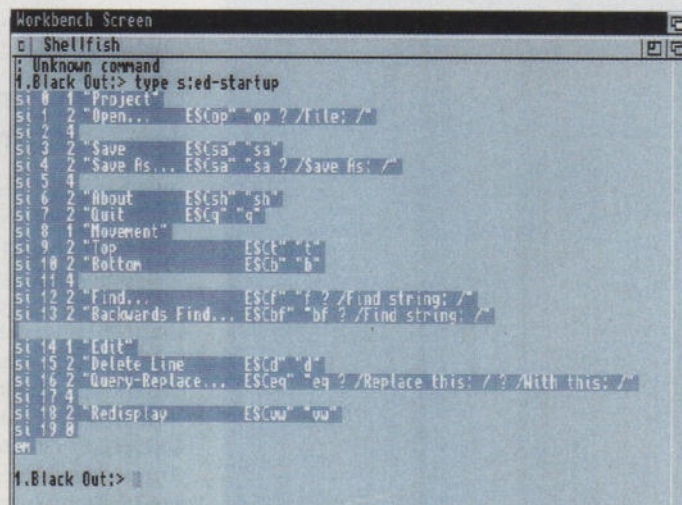 Workbench Screen
Shellfish
: Unknown command
1.Black Out:> type s:ed-startup
si 0 1 "Project"
si 1 2 "Open... ESCop" "op ? /File: /"
si 2 4
si 3 2 "Save ESCsa" "sa"
si 4 2 "Save As... ESCsa" "sa ? /Save As: /"
si 5 4
si 6 2 "About ESCsh" "sh"
si 7 2 "Quit ESCq" "q"
si 8 1 "Movement"
si 9 2 "Top ESCt" "t"
si 10 2 "Bottom ESCb" "b"
si 11 4
si 12 2 "Find... ESCf" "f ? /Find string: /"
si 13 2 "Backwards Find... ESCbf" "bf ? /Find string: /"
si 14 1 "Edit"
si 15 2 "Delete Line ESCd" "d"
si 16 2 "Query-Replace... ESCeq" "eq ? /Replace this: / ? /With this: /"
si 17 4
si 18 2 "Redisplay ESCvw" "vw"
si 19 0
em
1.Black Out:>